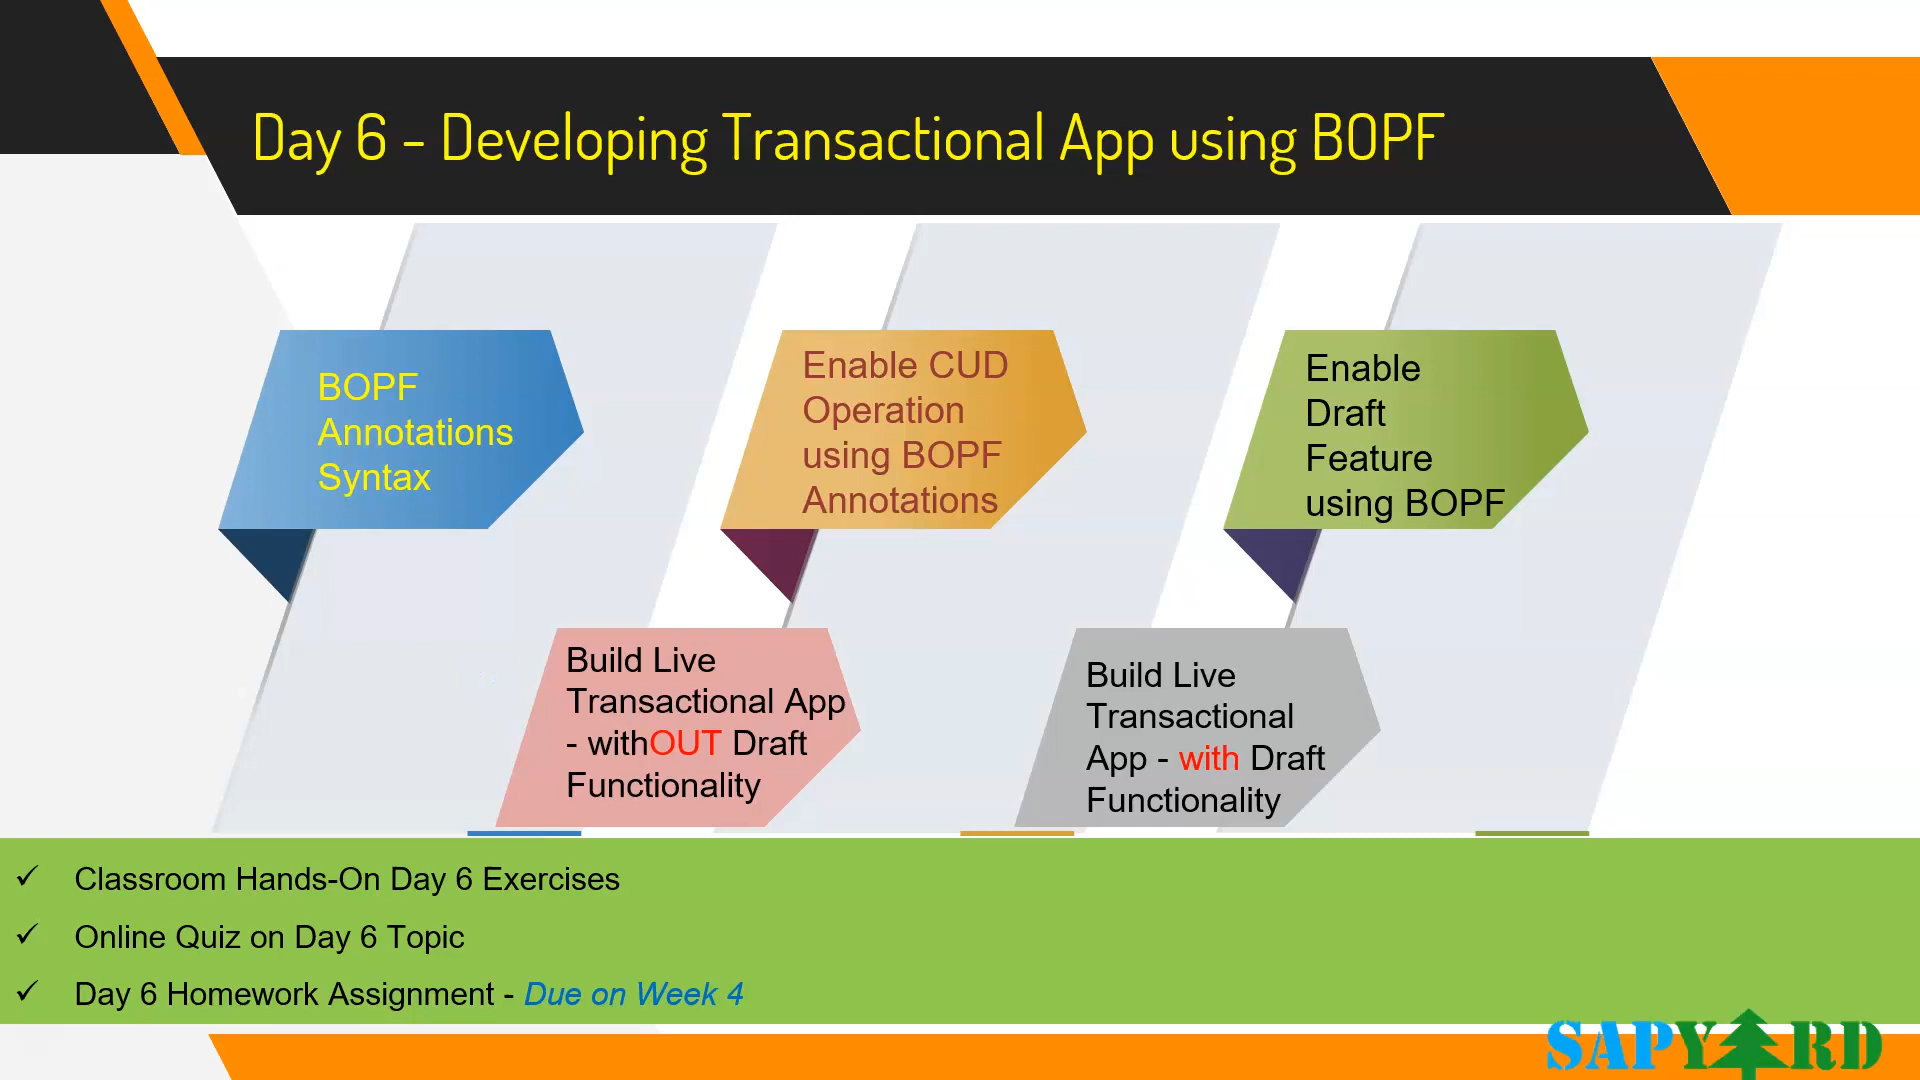 Day 6 - Developing Transactional App using BOPF
BOPF
Annotations
Syntax
Enable CUD
Operation
using BOPF
Annotations
Enable
Draft
Feature
using BOPF
Build Live
Transactional App
- withOUT Draft
Functionality
Build Live
Transactional
App - with Draft
Functionality
✓ Classroom Hands-On Day 6 Exercises
✓ Online Quiz on Day 6 Topic
✓ Day 6 Homework Assignment - Due on Week 4
SAPYARD